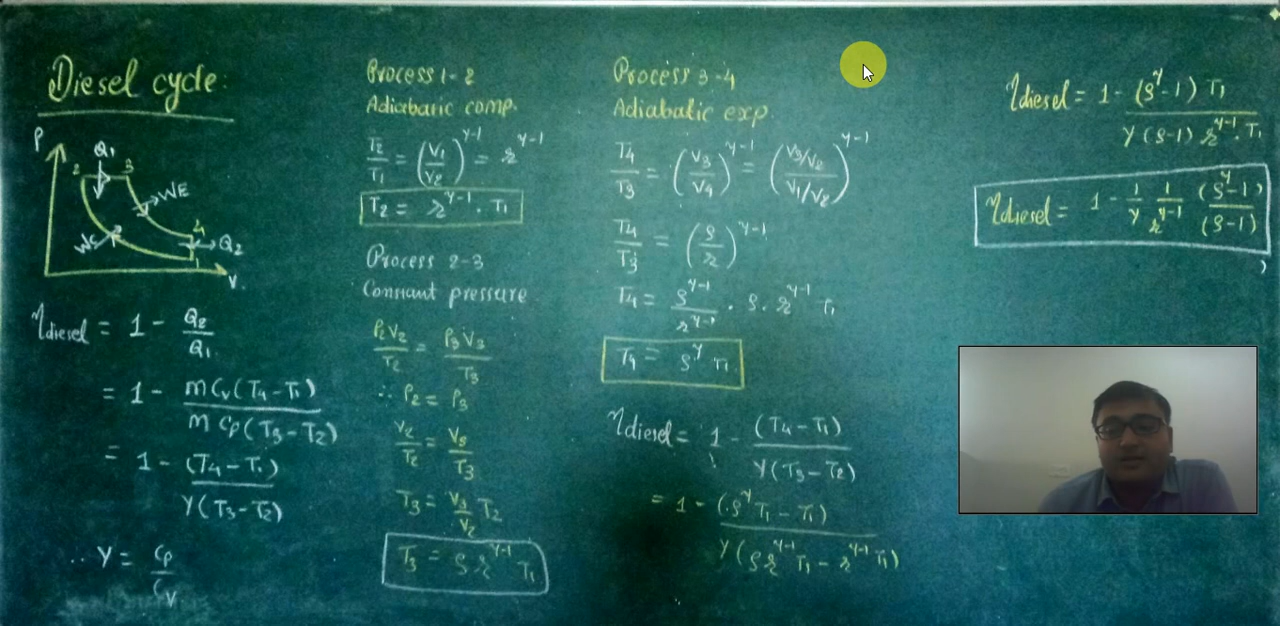 Diesel cycle:
P
Q1
2 3
WE
Wc
4
Q2
1
V
ηdiesel = 1 - Q2/Q1
= 1 - mCv(T4-T1)/mCp(T3-T2)
= 1 - (T4-T1)/γ(T3-T2)
∴ γ = Cp/Cv
Process 1-2
Adiabatic comp.
T2/T1 = (V1/V2)^γ-1 = r^γ-1
T2 = r^γ-1 · T1
Process 2-3
Constant pressure
P2V2/T2 = P3V3/T3
∴ P2 = P3
V2/T2 = V3/T3
T3 = V3/V2 T2
T3 = ρ r^γ-1 T1
Process 3-4
Adiabatic exp.
T4/T3 = (V3/V4)^γ-1 = (V3/V2 / V1/V2)^γ-1
T4/T3 = (ρ/r)^γ-1
T4 = ρ^γ-1/r^γ-1 · ρ · r^γ-1 T1
T4 = ρ^γ T1
ηdiesel = 1 - (T4-T1)/γ(T3-T2)
= 1 - (ρ^γ T1 - T1)/γ(ρ r^γ-1 T1 - r^γ-1 T1)
ηdiesel = 1 - (ρ^γ-1) T1/γ(ρ-1) r^γ-1 · T1
ηdiesel = 1 - 1/γ 1/r^γ-1 (ρ^γ-1)/(ρ-1)